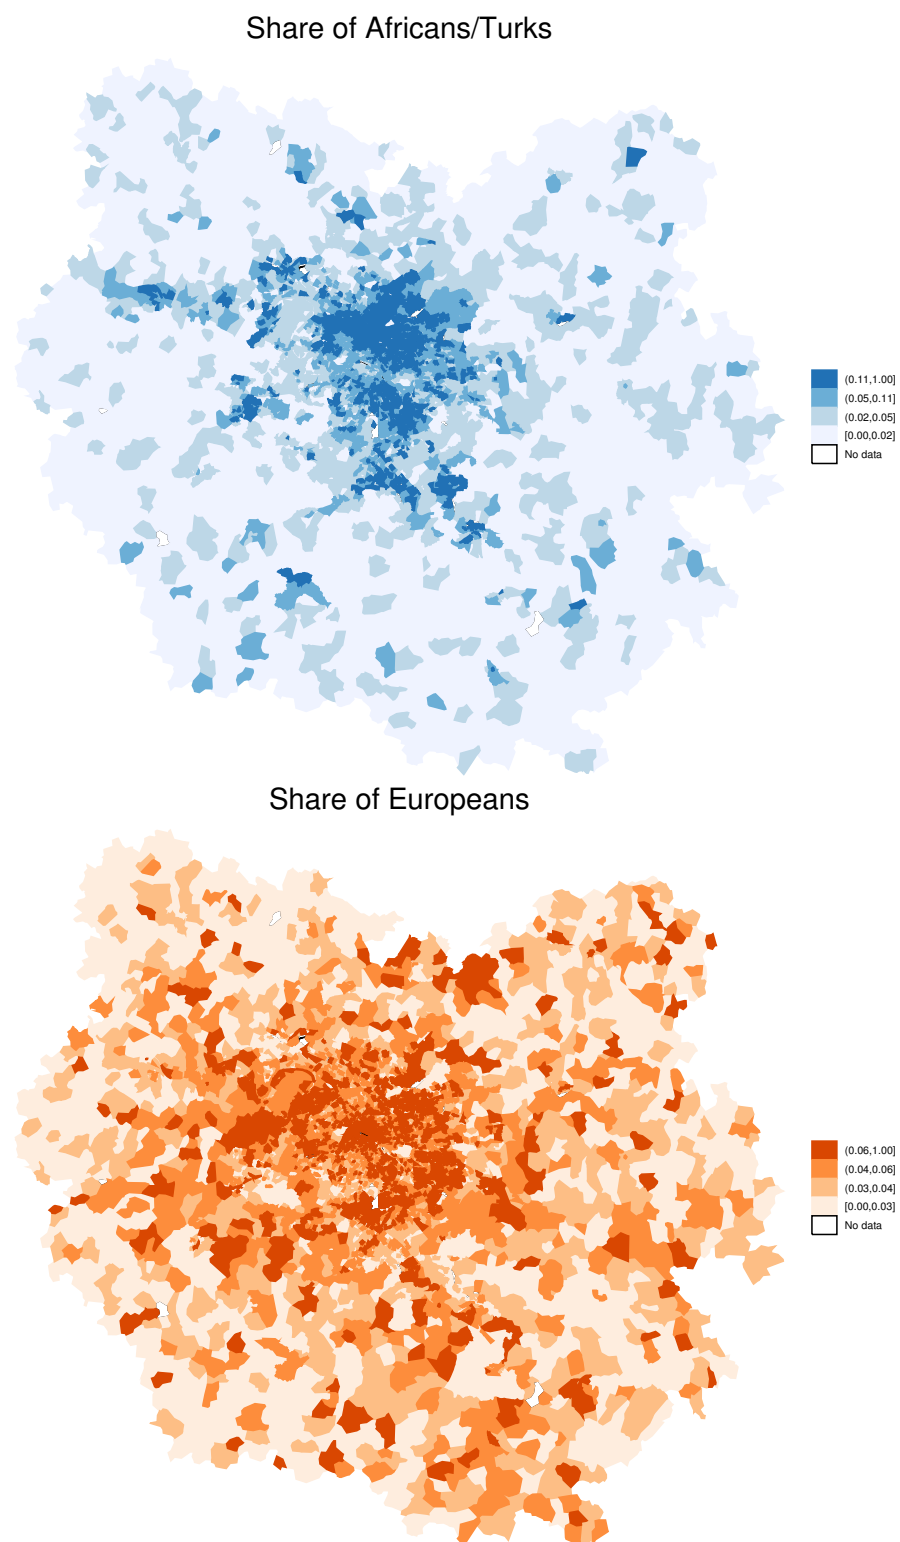 Share of Africans/Turks
(0.11,1.00]
(0.05,0.11]
(0.02,0.05]
[0.00,0.02]
No data
Share of Europeans
(0.06,1.00]
(0.04,0.06]
(0.03,0.04]
[0.00,0.03]
No data